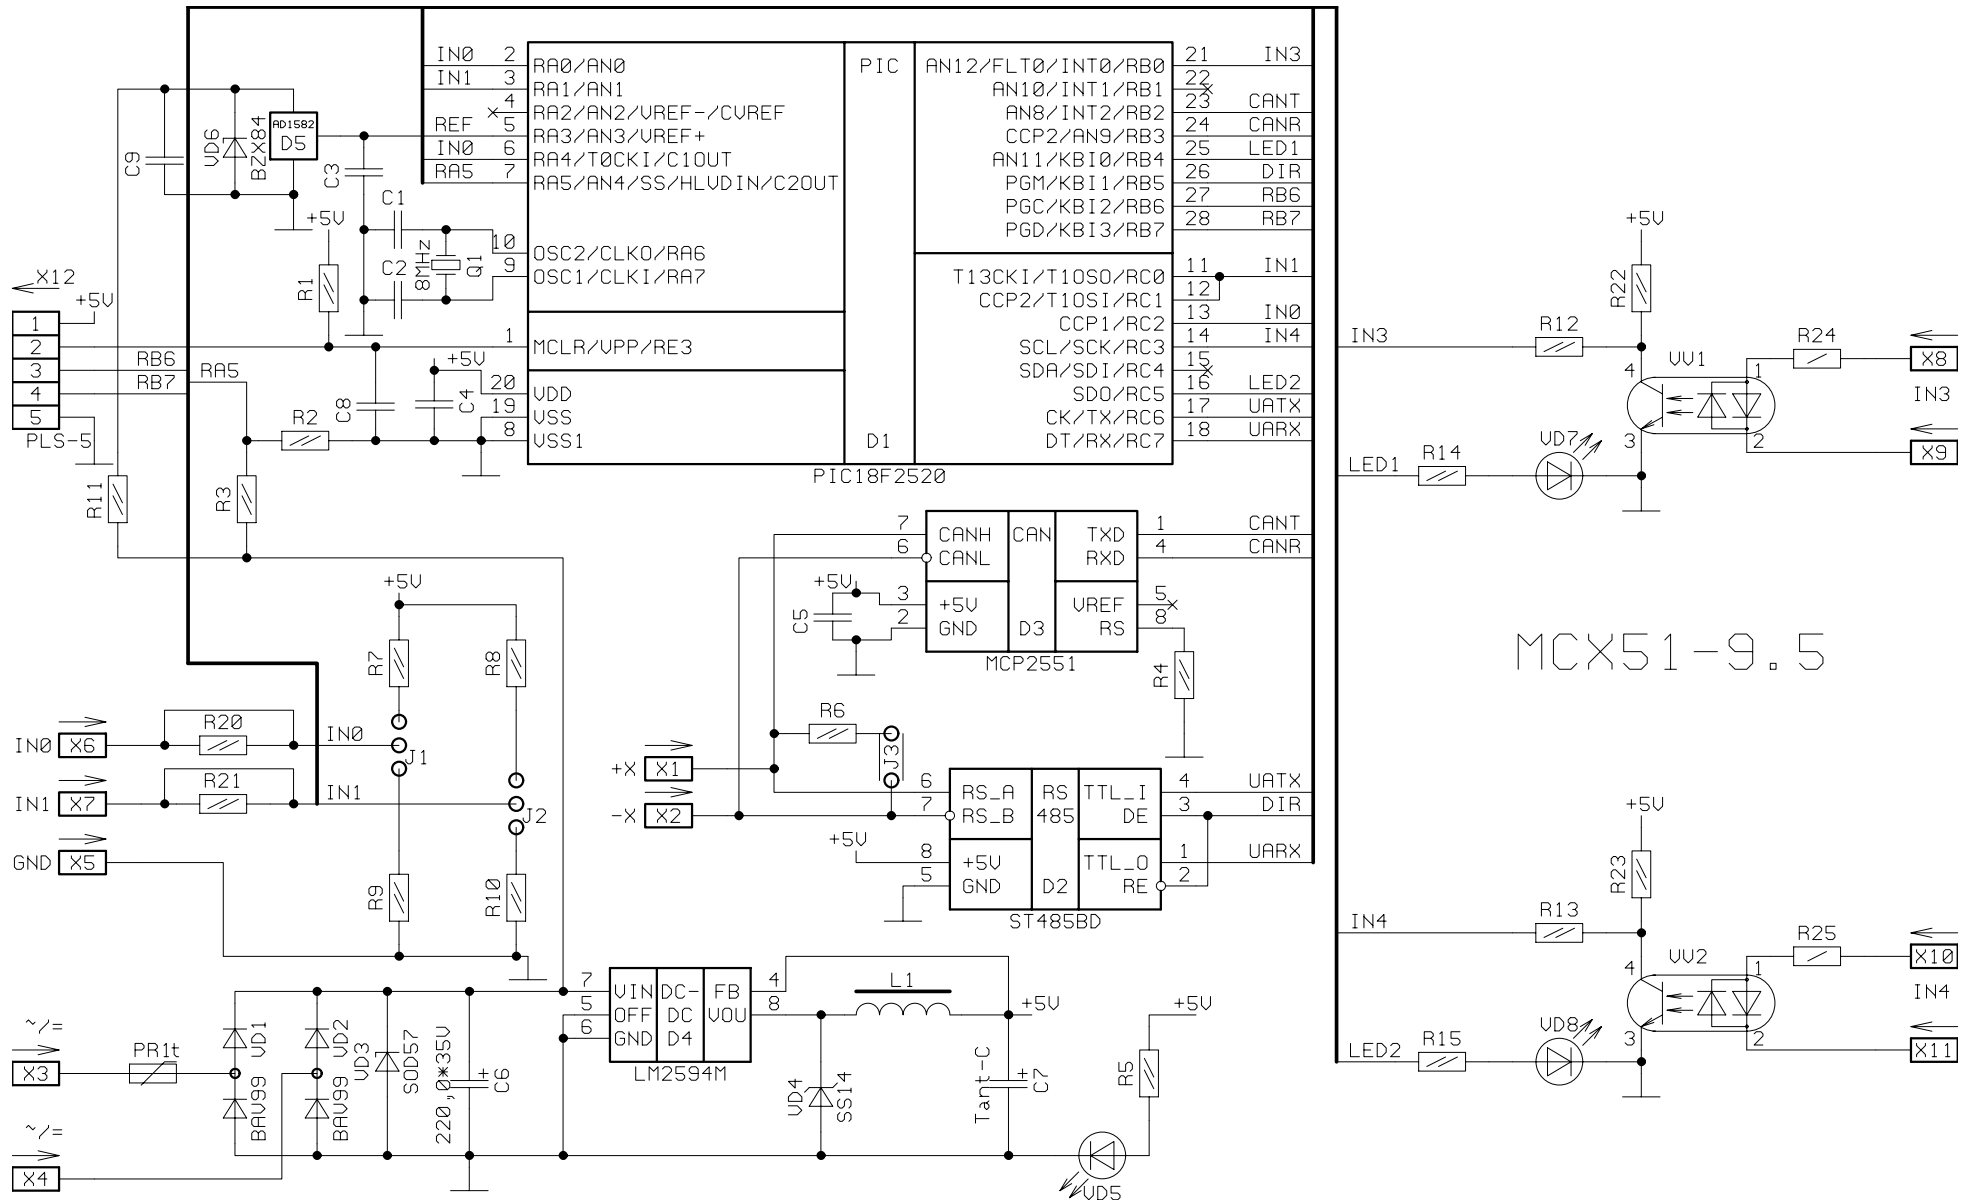 IN0 2 RA0/AN0
IN1 3 RA1/AN1
4 RA2/AN2/VREF-/CVREF
REF 5 RA3/AN3/VREF+
IN0 6 RA4/T0CKI/C1OUT
RA5 7 RA5/AN4/SS/HLVDIN/C2OUT
10 OSC2/CLKO/RA6
9 OSC1/CLKI/RA7
1 MCLR/VPP/RE3
+5V
20 VDD
19 VSS
8 VSS1
PIC
D1
PIC18F2520
AN12/FLT0/INT0/RB0 21 IN3
AN10/INT1/RB1 22
AN8/INT2/RB2 23 CANT
CCP2/AN9/RB3 24 CANR
AN11/KBI0/RB4 25 LED1
PGM/KBI1/RB5 26 DIR
PGC/KBI2/RB6 27 RB6
PGD/KBI3/RB7 28 RB7
T13CKI/T1OSO/RC0 11 IN1
CCP2/T1OSI/RC1 12
CCP1/RC2 13 IN0
SCL/SCK/RC3 14 IN4
SDA/SDI/RC4 15
SDO/RC5 16 LED2
CK/TX/RC6 17 UATX
DT/RX/RC7 18 UARX
C9
VD6
BZX84
AD1582
D5
C3
C1
C2
8MHz
Q1
+5V
R1
C8
C4
X12
+5V
1
2
3 RB6
4 RB7
5
PLS-5
RA5
R2
R3
R11
+5V
R7
R8
IN0 X6 R20 IN0
J1
IN1 X7 R21 IN1
J2
GND X5
R9
R10
7 CANH CAN TXD 1 CANT
6 CANL RXD 4 CANR
+5V
C5
3 +5V VREF 5
2 GND D3 RS 8
MCP2551
R4
R6
J3
+X X1
-X X2
6 RS_A RS TTL_I 4 UATX
7 RS_B 485 DE 3 DIR
+5V
8 +5V TTL_O 1 UARX
5 GND D2 RE 2
ST485BD
~/=
X3
PR1t
~/=
X4
VD1
BAV99
VD2
BAV99
VD3
SOD57
220,0*35V
+
C6
7 VIN DC- FB 4
5 OFF DC VOU 8
6 GND D4
LM2594M
L1
+5V
VD4
SS14
Tant-C
+
C7
+5V
R5
VD5
+5V
R22
IN3 R12
VV1
4
1
3
2
R24
X8
IN3
X9
LED1 R14
VD7
MCX51-9.5
+5V
R23
IN4 R13
VV2
4
1
3
2
R25
X10
IN4
X11
LED2 R15
VD8